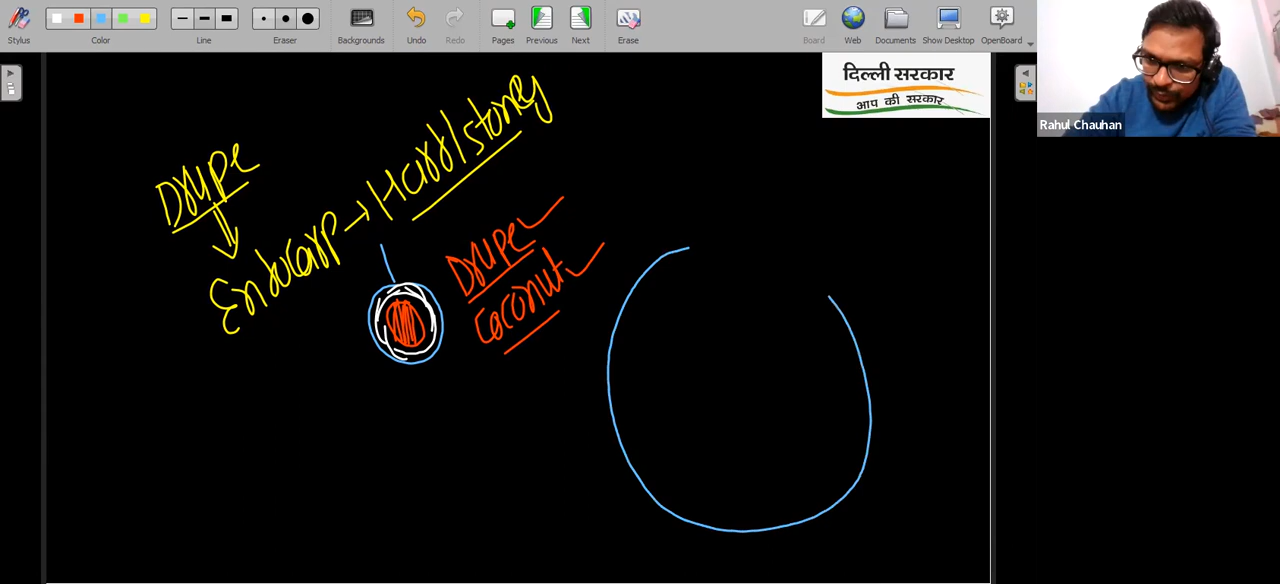 Stylus
Color
Line
Eraser
Backgrounds
Undo
Redo
Pages
Previous
Next
Erase
Board
Web
Documents
Show Desktop
OpenBoard
दिल्ली सरकार
आप की सरकार
Rahul Chauhan
Drupe
Endocarp → Hard/stoney
Drupe
Coconut